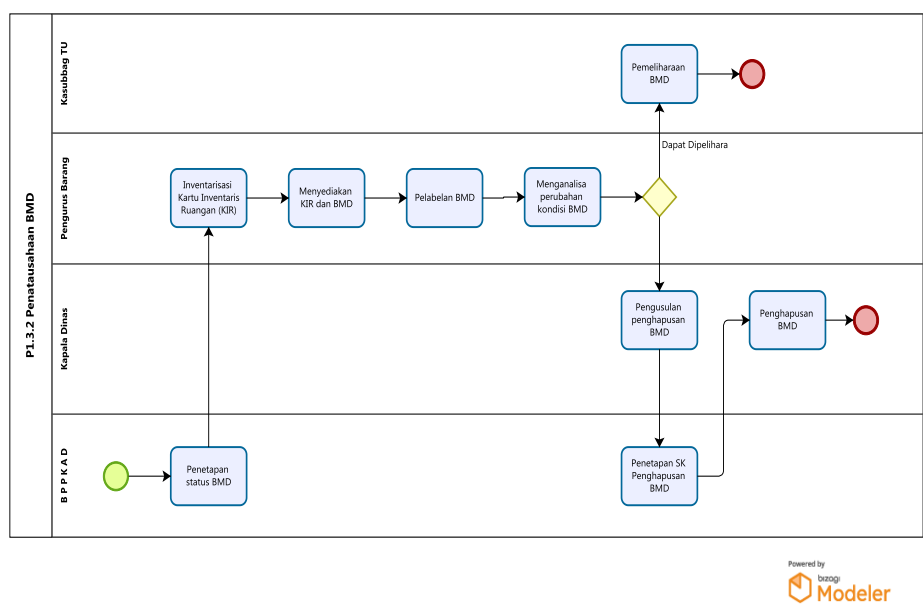 P1.3.2 Penatausahaan BMD
Kasubbag TU
Pemeliharaan
BMD
Dapat Dipelihara
Pengurus Barang
Inventarisasi
Kartu Inventaris
Ruangan (KIR)
Menyediakan
KIR dan BMD
Pelabelan BMD
Menganalisa
perubahan
kondisi BMD
Kapala Dinas
Pengusulan
penghapusan
BMD
Penghapusan
BMD
B P P K A D
Penetapan
status BMD
Penetapan SK
Penghapusan
BMD
Powered by
bizagi
Modeler